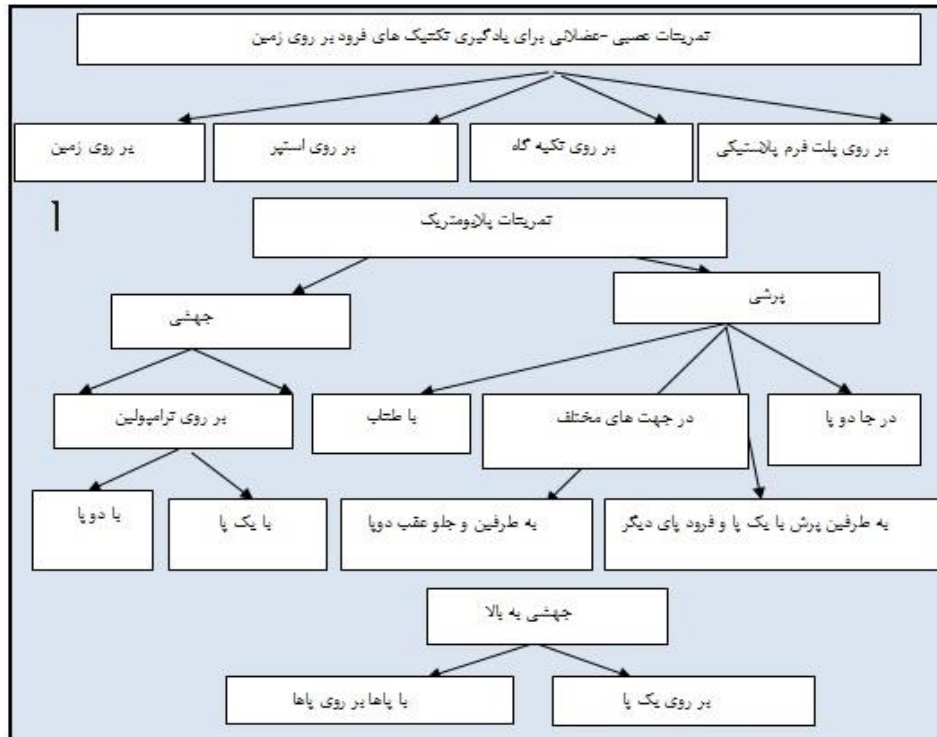 تمرینات عصبی -عضلانی برای یادگیری تکنیک های فرود بر روی زمین
بر روی پلت فرم پلاستیکی
بر روی تکیه گاه
بر روی استپر
بر روی زمین
1
تمرینات پلایومتریک
پرشی
جهشی
در جا دو پا
در جهت های مختلف
با طناب
بر روی ترامپولین
به طرفین پرش با یک پا و فرود پای دیگر
به طرفین و جلو عقب دوپا
با یک پا
با دو پا
جهشی به بالا
بر روی یک پا
با پاها بر روی پاها